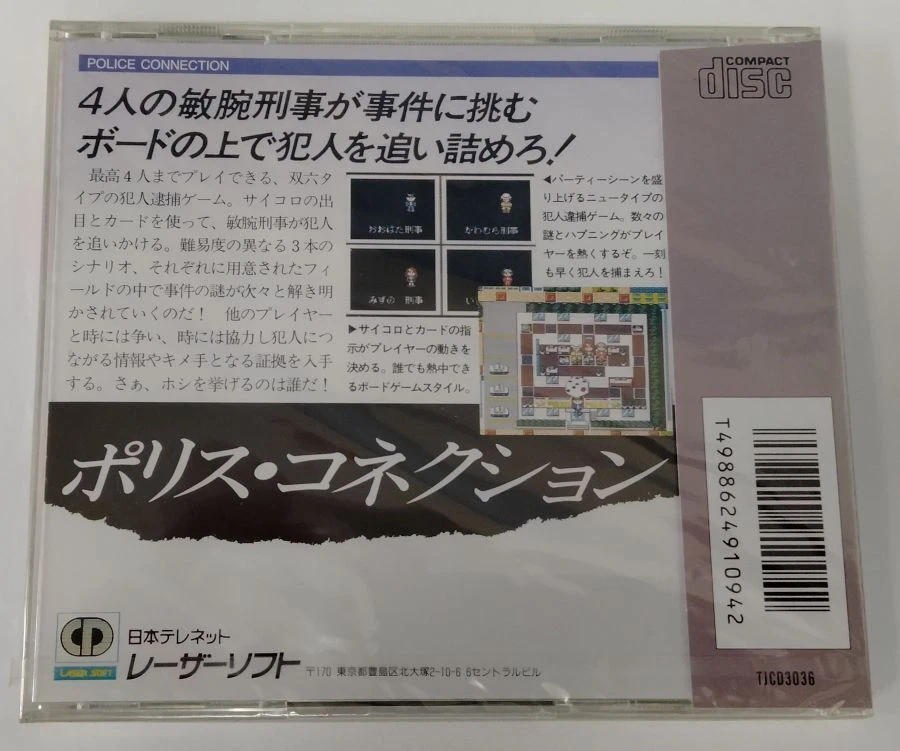 POLICE CONNECTION
COMPACT
disc
4人の敏腕刑事が事件に挑む
ボードの上で犯人を追い詰めろ!
最高4人までプレイできる、双六タ
イプの犯人逮捕ゲーム。サイコロの出
目とカードを使って、敏腕刑事が犯人
を追いかける。難易度の異なる3本の
シナリオ、それぞれに用意されたフィ
ールドの中で事件の謎が次々と解き明
かされていくのだ! 他のプレイヤー
と時には争い、時には協力し犯人につ
ながる情報やキメ手となる証拠を入手
する。さぁ、ホシを挙げるのは誰だ!
おおはた刑事
かわむら刑事
みずの 刑事
◀パーティーシーンを盛
り上げるニュータイプの
犯人逮捕ゲーム。数々の
謎とハプニングがプレイ
ヤーを熱くするぞ。一刻
も早く犯人を捕まえろ!
▶サイコロとカードの指
示がプレイヤーの動きを
決める。誰でも熱中でき
るボードゲームスタイル。
ポリス・コネクション
T4988624910942
LASER SOFT
日本テレネット
レーザーソフト
〒170 東京都豊島区北大塚2-10-6 6セントラルビル
TJCD3036